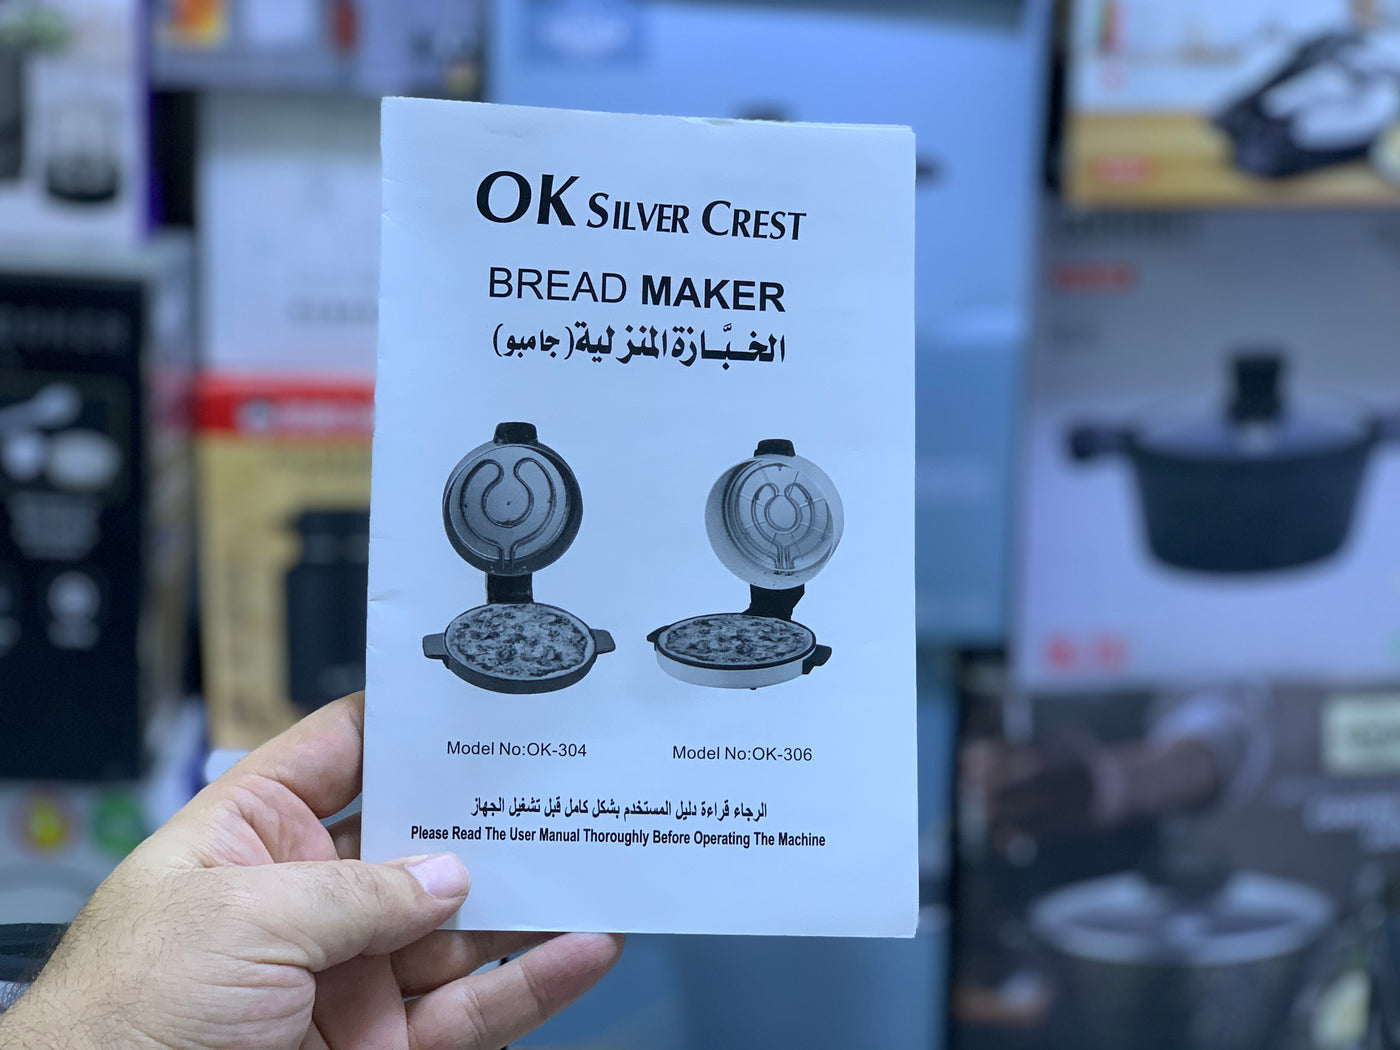 OK SILVER CREST
BREAD MAKER
الخبَّازة المنزلية (جامبو)
Model No:OK-304
Model No:OK-306
الرجاء قراءة دليل المستخدم بشكل كامل قبل تشغيل الجهاز
Please Read The User Manual Thoroughly Before Operating The Machine